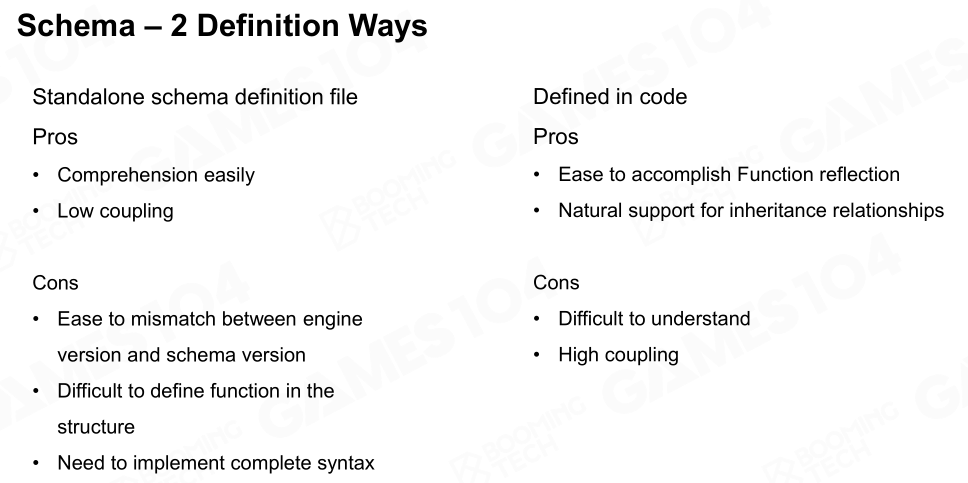 Schema – 2 Definition Ways
Standalone schema definition file
Pros
• Comprehension easily
• Low coupling
Cons
• Ease to mismatch between engine
version and schema version
• Difficult to define function in the
structure
• Need to implement complete syntax
Defined in code
Pros
• Ease to accomplish Function reflection
• Natural support for inheritance relationships
Cons
• Difficult to understand
• High coupling
GAMES104
BOOMING
TECH